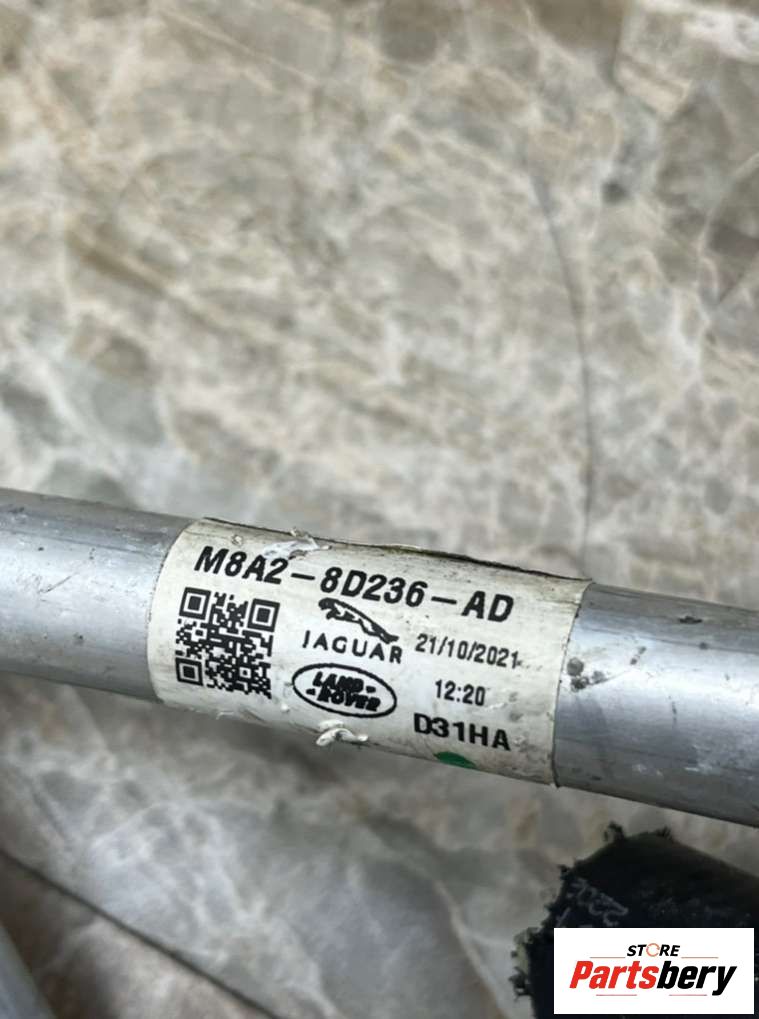 M8A2-8D236-AD
JAGUAR
21/10/2021
LAND-
-ROVER
12:20
D31HA
STORE
Partsbery